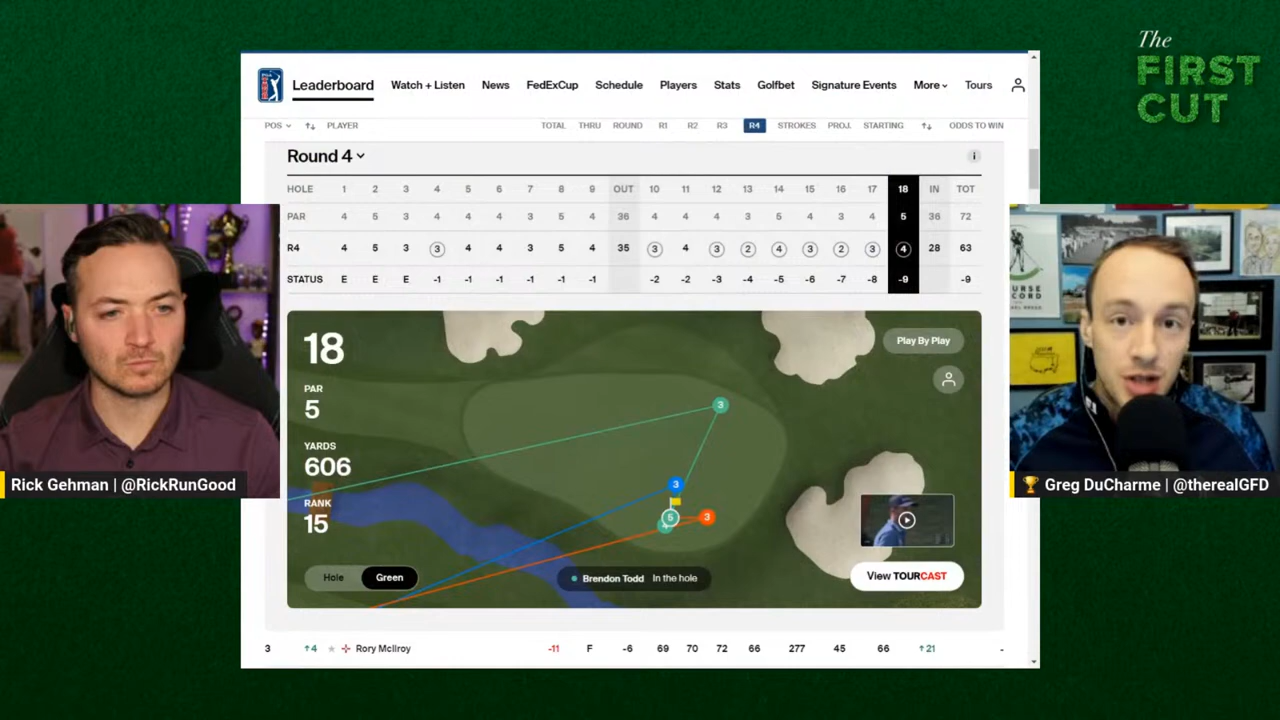 The
FIRST
CUT
Leaderboard Watch + Listen News FedExCup Schedule Players Stats Golfbet Signature Events More Tours
POS PLAYER TOTAL THRU ROUND R1 R2 R3 R4 STROKES PROJ. STARTING ODDS TO WIN
Round 4
i
HOLE 1 2 3 4 5 6 7 8 9 OUT 10 11 12 13 14 15 16 17 18 IN TOT
PAR 4 5 3 4 4 4 3 5 4 36 4 4 4 3 5 4 3 4 5 36 72
R4 4 5 3 3 4 4 3 5 4 35 3 4 3 2 4 3 2 3 4 28 63
STATUS E E E -1 -1 -1 -1 -1 -1 -2 -2 -3 -4 -5 -6 -7 -8 -9 -9
18
Play By Play
PAR
5
YARDS
606
RANK
15
3
3
3
5
4
Hole Green
Brendon Todd In the hole
View TOURCAST
3 4 Rory McIlroy -11 F -6 69 70 72 66 277 45 66 21 -
Rick Gehman | @RickRunGood
Greg DuCharme | @therealGFD